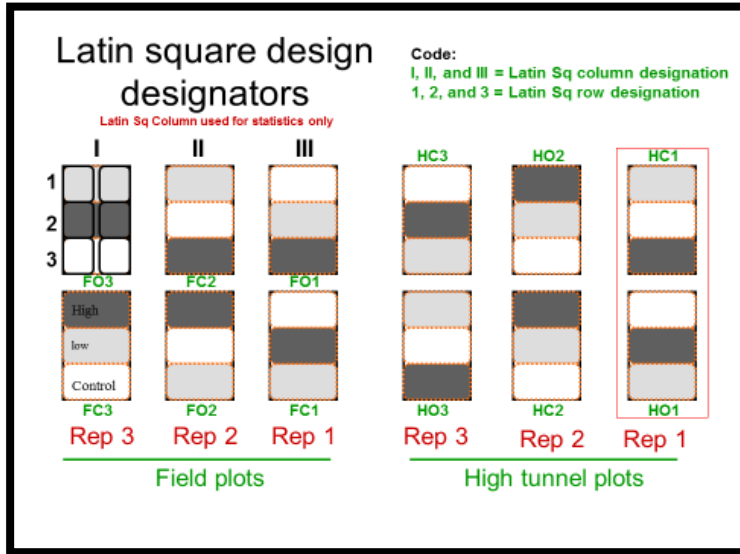 Latin square design
designators
Latin Sq Column used for statistics only
Code:
I, II, and III = Latin Sq column designation
1, 2, and 3 = Latin Sq row designation
I II III
HC3 HO2 HC1
1
2
3
FO3 FC2 FO1
High
low
Control
FC3 FO2 FC1 HO3 HC2 HO1
Rep 3 Rep 2 Rep 1 Rep 3 Rep 2 Rep 1
Field plots High tunnel plots